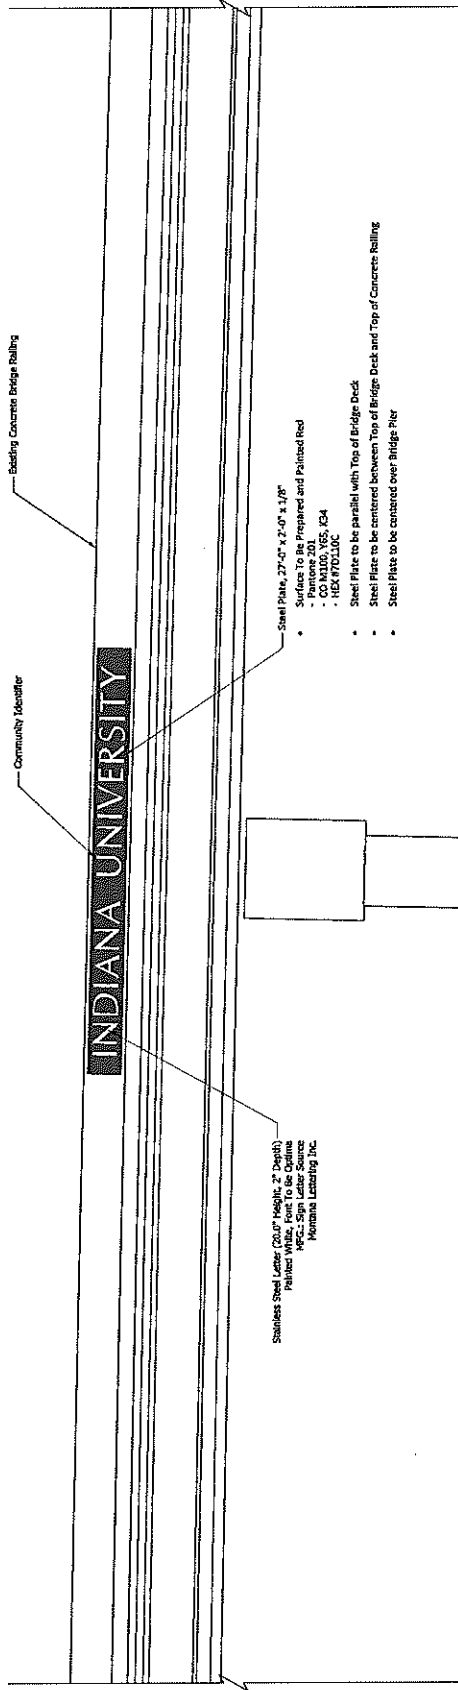 Existing Concrete Bridge Railing
Community Identifier
INDIANA UNIVERSITY
Steel Plate, 27'-0" x 2'-0" x 1/8"
• Surface To Be Prepared and Painted Red
- Pantone 201
- C0 M100, Y65, K34
- HEX #7D110C
• Steel Plate to be parallel with Top of Bridge Deck
• Steel Plate to be centered between Top of Bridge Deck and Top of Concrete Railing
• Steel Plate to be centered over Bridge Pier
Stainless Steel Letter (20.0" Height, 2" Depth)
Painted White, Font To Be Optima
MFG.: Sign Letter Source
Montana Lettering Inc.